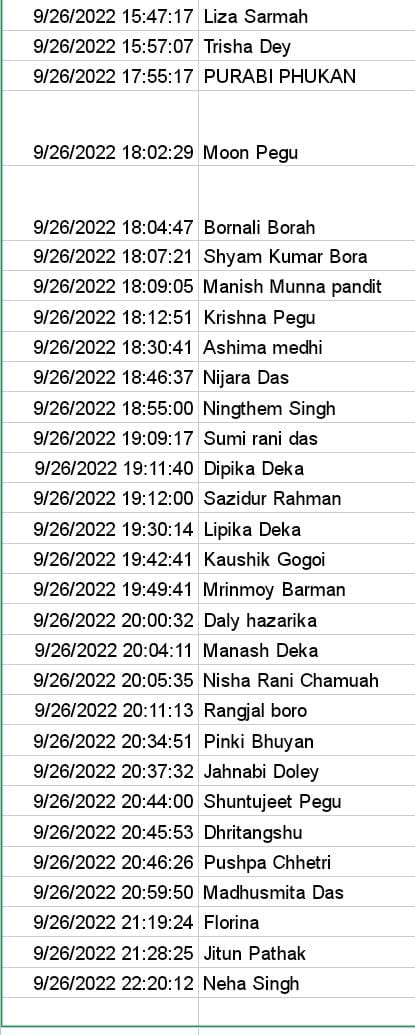 9/26/2022 15:47:17 Liza Sarmah
9/26/2022 15:57:07 Trisha Dey
9/26/2022 17:55:17 PURABI PHUKAN
9/26/2022 18:02:29 Moon Pegu
9/26/2022 18:04:47 Bornali Borah
9/26/2022 18:07:21 Shyam Kumar Bora
9/26/2022 18:09:05 Manish Munna pandit
9/26/2022 18:12:51 Krishna Pegu
9/26/2022 18:30:41 Ashima medhi
9/26/2022 18:46:37 Nijara Das
9/26/2022 18:55:00 Ningthem Singh
9/26/2022 19:09:17 Sumi rani das
9/26/2022 19:11:40 Dipika Deka
9/26/2022 19:12:00 Sazidur Rahman
9/26/2022 19:30:14 Lipika Deka
9/26/2022 19:42:41 Kaushik Gogoi
9/26/2022 19:49:41 Mrinmoy Barman
9/26/2022 20:00:32 Daly hazarika
9/26/2022 20:04:11 Manash Deka
9/26/2022 20:05:35 Nisha Rani Chamuah
9/26/2022 20:11:13 Rangjal boro
9/26/2022 20:34:51 Pinki Bhuyan
9/26/2022 20:37:32 Jahnabi Doley
9/26/2022 20:44:00 Shuntujeet Pegu
9/26/2022 20:45:53 Dhritangshu
9/26/2022 20:46:26 Pushpa Chhetri
9/26/2022 20:59:50 Madhusmita Das
9/26/2022 21:19:24 Florina
9/26/2022 21:28:25 Jitun Pathak
9/26/2022 22:20:12 Neha Singh